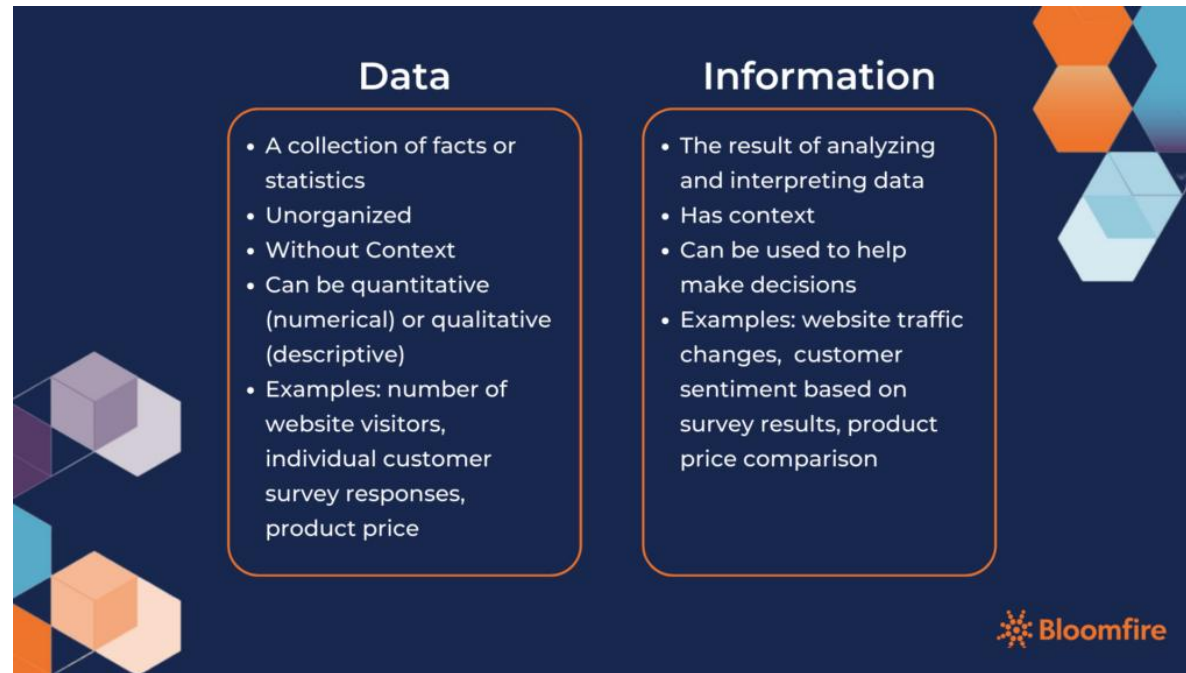 Data
• A collection of facts or
statistics
• Unorganized
• Without Context
• Can be quantitative
(numerical) or qualitative
(descriptive)
• Examples: number of
website visitors,
individual customer
survey responses,
product price
Information
• The result of analyzing
and interpreting data
• Has context
• Can be used to help
make decisions
• Examples: website traffic
changes,  customer
sentiment based on
survey results, product
price comparison
Bloomfire